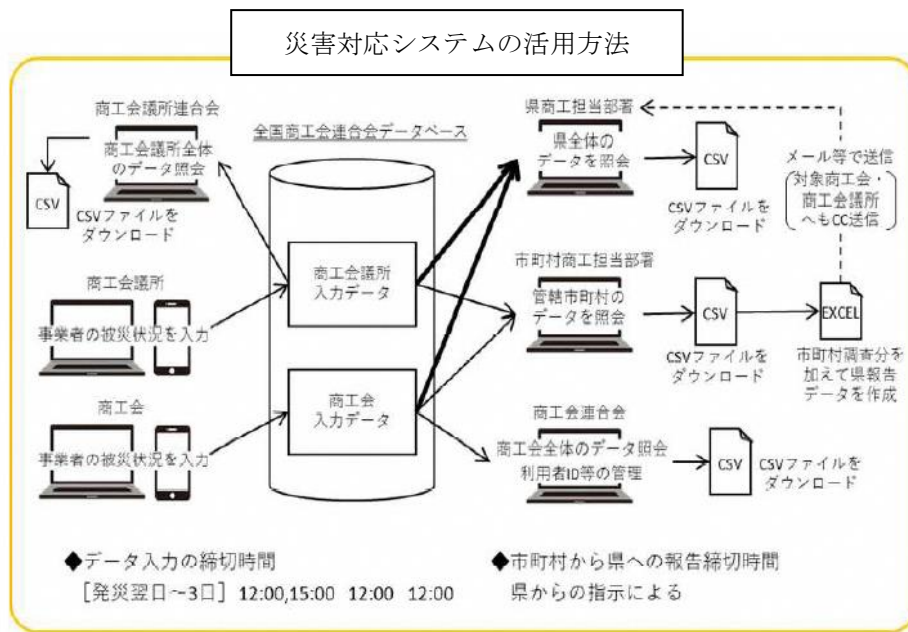 災害対応システムの活用方法
商工会議所連合会
商工会議所全体
のデータ照会
CSV
CSVファイルを
ダウンロード
全国商工会連合会データベース
県商工担当部署
県全体の
データを照会
CSV
CSVファイルを
ダウンロード
メール等で送信
対象商工会・
商工会議所
へもCC送信
商工会議所
事業者の被災状況を入力
商工会議所
入力データ
市町村商工担当部署
管轄市町村の
データを照会
CSV
CSVファイルを
ダウンロード
EXCEL
市町村調査分を
加えて県報告
データを作成
商工会
事業者の被災状況を入力
商工会
入力データ
商工会連合会
商工会全体のデータ照会
利用者ID等の管理
CSV
CSVファイルを
ダウンロード
◆データ入力の締切時間
［発災翌日～3日］ 12:00,15:00 12:00 12:00
◆市町村から県への報告締切時間
県からの指示による